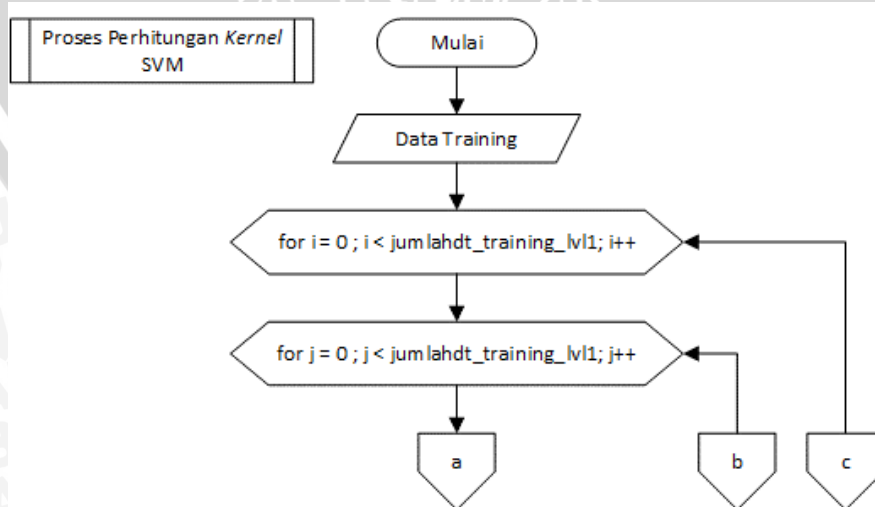 Proses Perhitungan Kernel
SVM
Mulai
Data Training
for i = 0 ; i < jumlahdt_training_lvl1; i++
for j = 0 ; j < jumlahdt_training_lvl1; j++
a
b
c